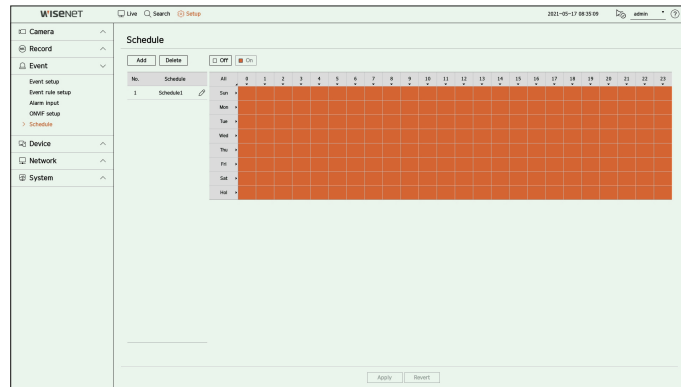 WISENET
Live Search Setup 2021-05-17 08:35:09 admin ?
Camera
Record
Event
Event setup
Event rule setup
Alarm input
ONVIF setup
> Schedule
Device
Network
System
Schedule
Add Delete Off On
No. Schedule All 0 1 2 3 4 5 6 7 8 9 10 11 12 13 14 15 16 17 18 19 20 21 22 23
1 Schedule1 Sun
Mon
Tue
Wed
Thu
Fri
Sat
Hol
Apply Revert